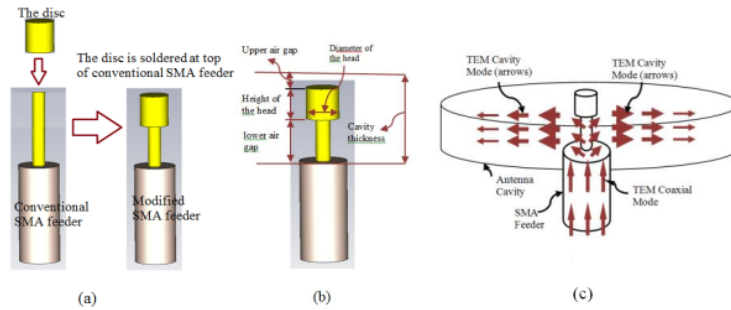 The disc
The disc is soldered at top
of conventional SMA feeder
Conventional
SMA feeder
Modified
SMA feeder
(a)
Upper air gap
Diameter of
the head
Height of
the head
lower air
gap
Cavity
thickness
(b)
TEM Cavity
Mode (arrows)
TEM Cavity
Mode (arrows)
Antenna
Cavity
SMA
Feeder
TEM Coaxial
Mode
(c)